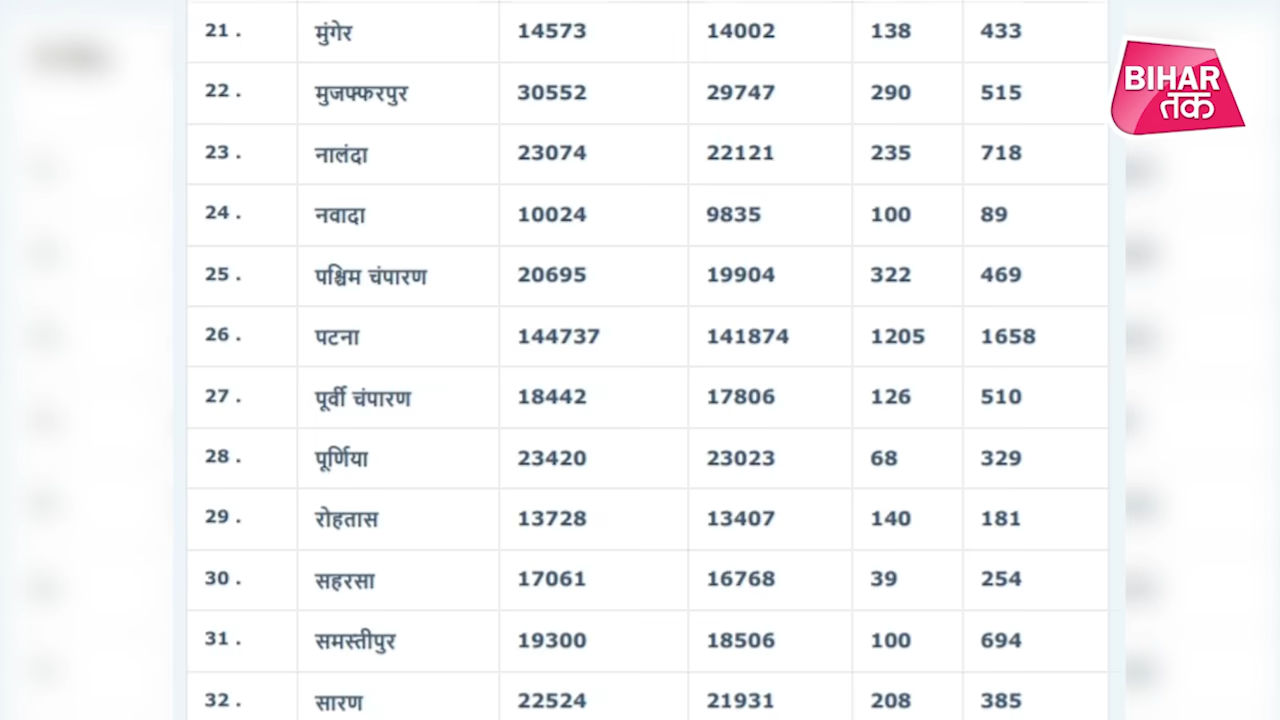 21 . मुंगेर 14573 14002 138 433
22 . मुजफ्फरपुर 30552 29747 290 515
23 . नालंदा 23074 22121 235 718
24 . नवादा 10024 9835 100 89
25 . पश्चिम चंपारण 20695 19904 322 469
26 . पटना 144737 141874 1205 1658
27 . पूर्वी चंपारण 18442 17806 126 510
28 . पूर्णिया 23420 23023 68 329
29 . रोहतास 13728 13407 140 181
30 . सहरसा 17061 16768 39 254
31 . समस्तीपुर 19300 18506 100 694
32 . सारण 22524 21931 208 385
BIHAR
तक